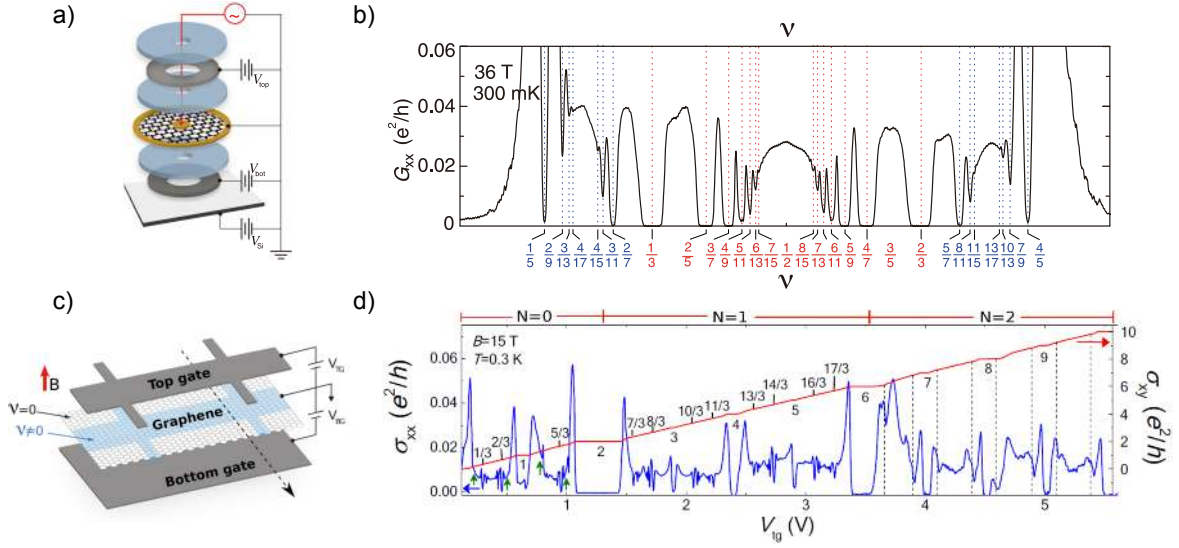 a)
~
V_top
V_bot
V_Si
b)
ν
0.06
0.04
0.02
0
G_xx (e²/h)
36 T
300 mK
1/5 2/9 3/13 4/17 4/15 3/11 2/7 1/3 2/5 3/7 4/9 5/11 6/13 7/15 1/2 8/15 7/13 6/11 5/9 4/7 3/5 2/3 5/7 8/11 11/15 13/17 10/13 7/9 4/5
ν
c)
B
Top gate
Graphene
Bottom gate
ν=0
ν≠0
V_TG
V_BG
d)
N=0 N=1 N=2
B=15 T
T=0.3 K
0.06
0.04
0.02
0.00
σ_xx (e²/h)
1/3 2/3 1 5/3 2 7/3 8/3 3 10/3 11/3 4 13/3 14/3 5 16/3 17/3 6 7 8 9
10
8
6
4
2
0
σ_xy (e²/h)
1 2 3 4 5
V_tg (V)